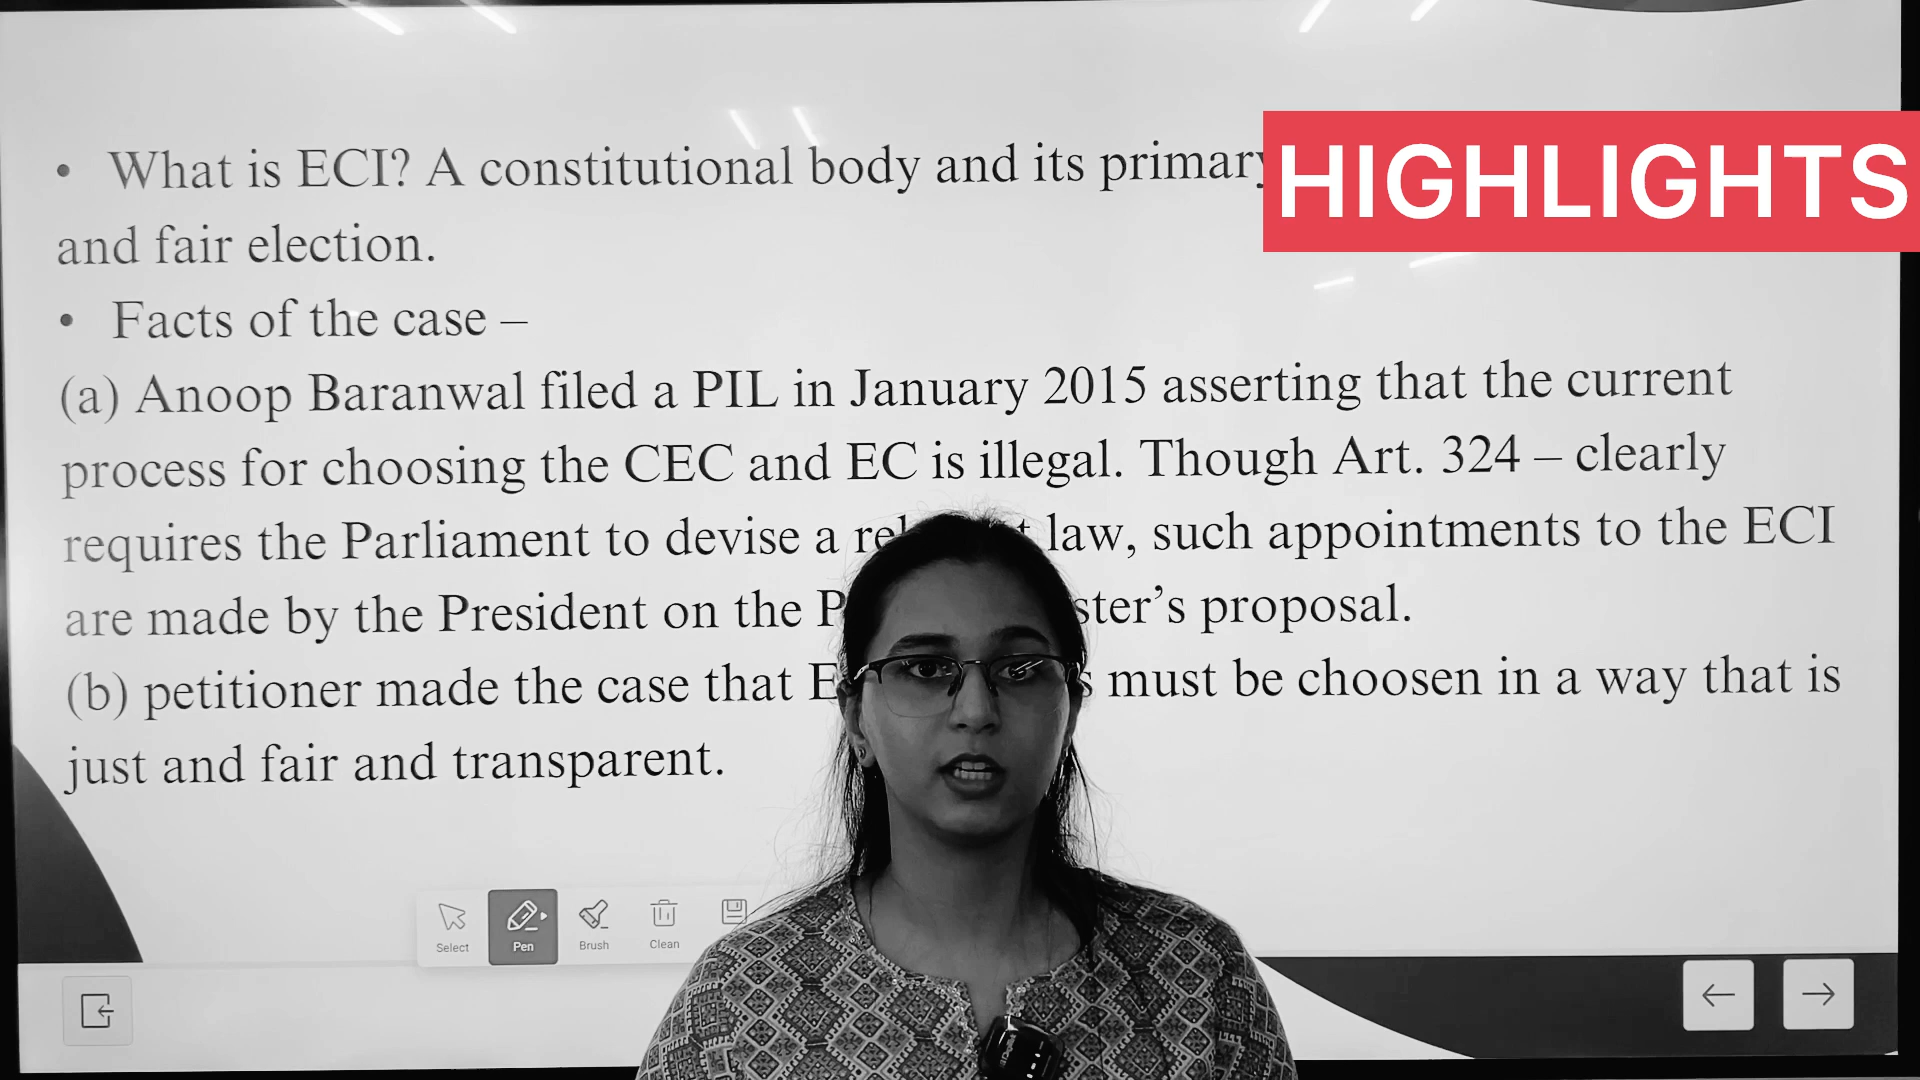 • What is ECI? A constitutional body and its primary
HIGHLIGHTS
and fair election.
• Facts of the case –
(a) Anoop Baranwal filed a PIL in January 2015 asserting that the current
process for choosing the CEC and EC is illegal. Though Art. 324 – clearly
requires the Parliament to devise a law, such appointments to the ECI
are made by the President on the proposal.
(b) petitioner made the case that must be choosen in a way that is
just and fair and transparent.
Select Pen Brush Clean